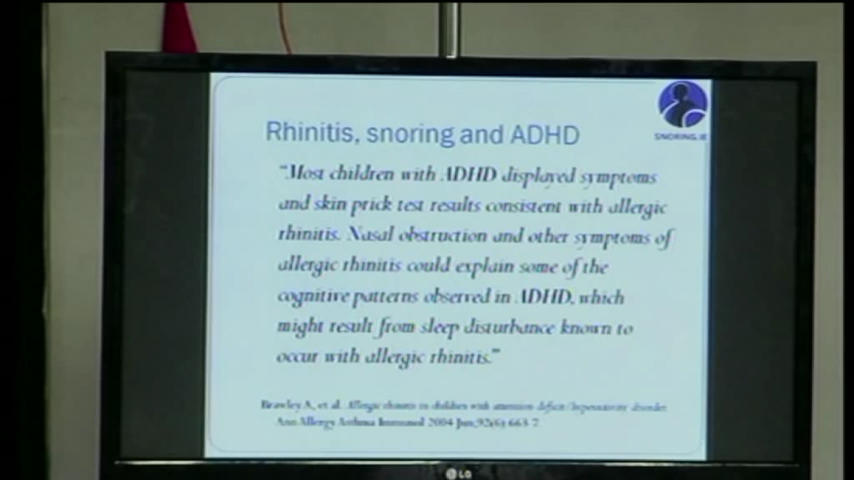 SNORING.IE
Rhinitis, snoring and ADHD
"Most children with ADHD displayed symptoms
and skin prick test results consistent with allergic
rhinitis. Nasal obstruction and other symptoms of
allergic rhinitis could explain some of the
cognitive patterns observed in ADHD, which
might result from sleep disturbance known to
occur with allergic rhinitis."
Brawley A, et al. Allergic rhinitis in children with attention-deficit/hyperactivity disorder.
Ann Allergy Asthma Immunol 2004 Jun;92(6):663-7
LG